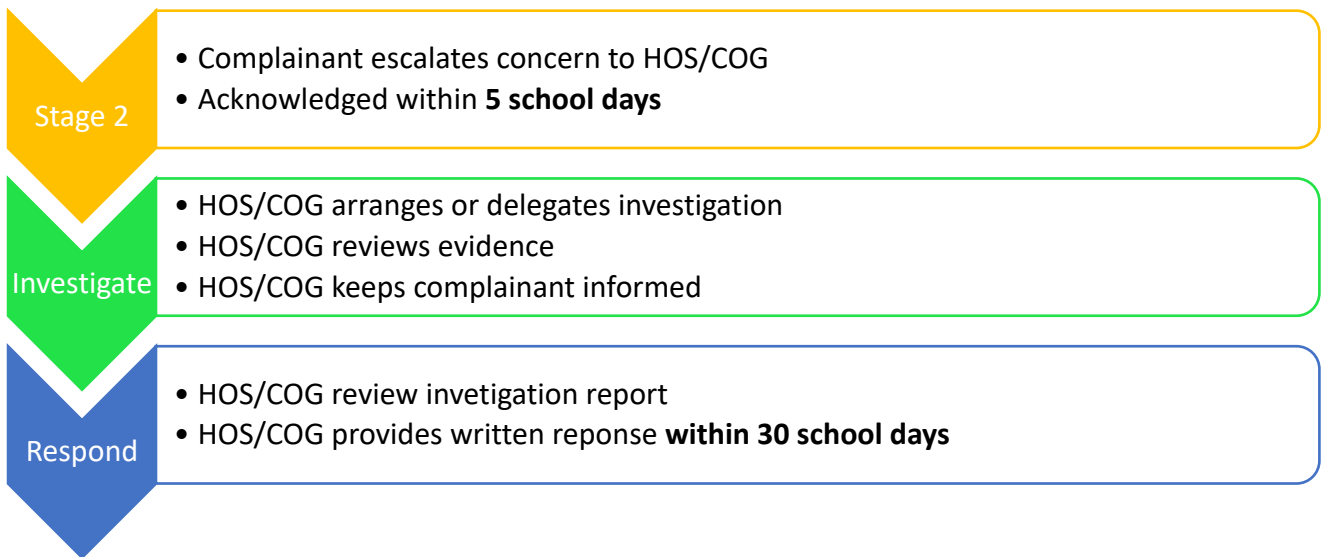 Stage 2
• Complainant escalates concern to HOS/COG
• Acknowledged within 5 school days
Investigate
• HOS/COG arranges or delegates investigation
• HOS/COG reviews evidence
• HOS/COG keeps complainant informed
Respond
• HOS/COG review invetigation report
• HOS/COG provides written reponse within 30 school days